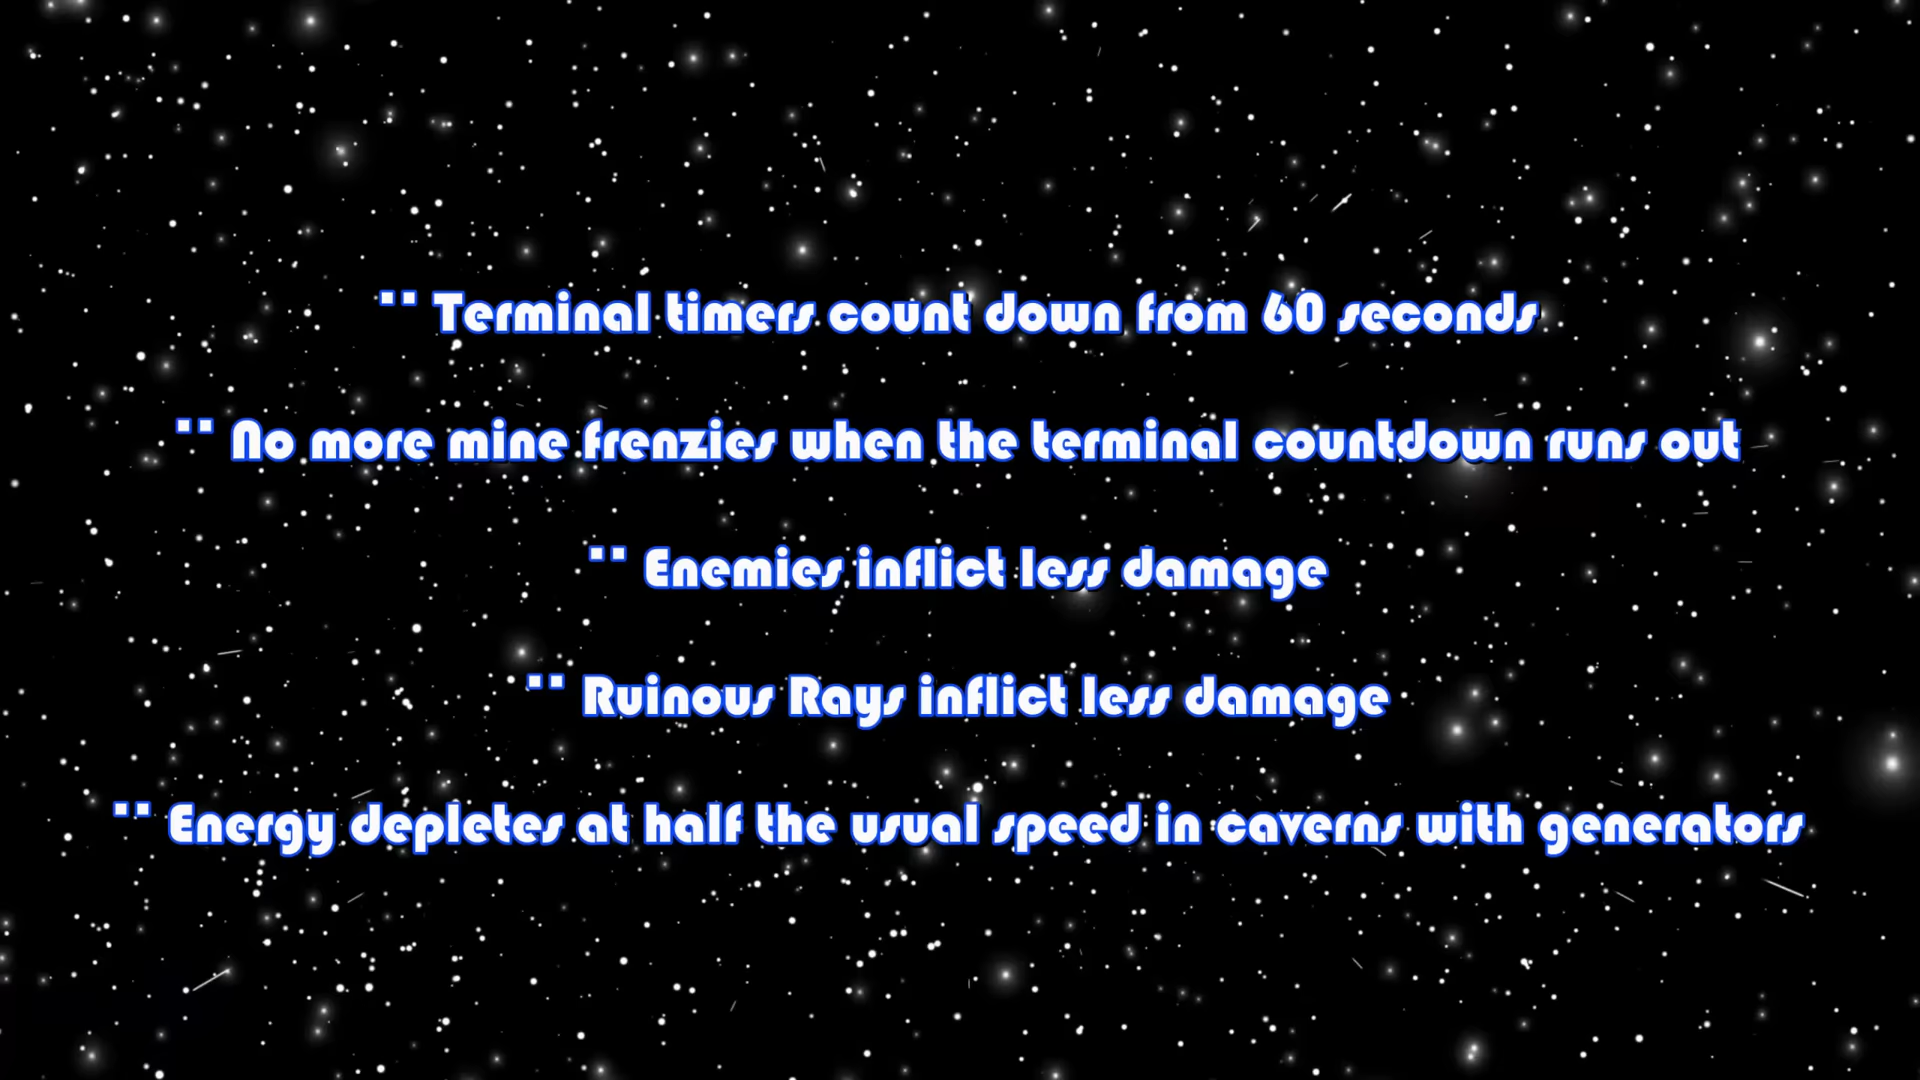 ¨ Terminal timers count down from 60 seconds
¨ No more mine frenzies when the terminal countdown runs out
¨ Enemies inflict less damage
¨ Ruinous Rays inflict less damage
¨ Energy depletes at half the usual speed in caverns with generators